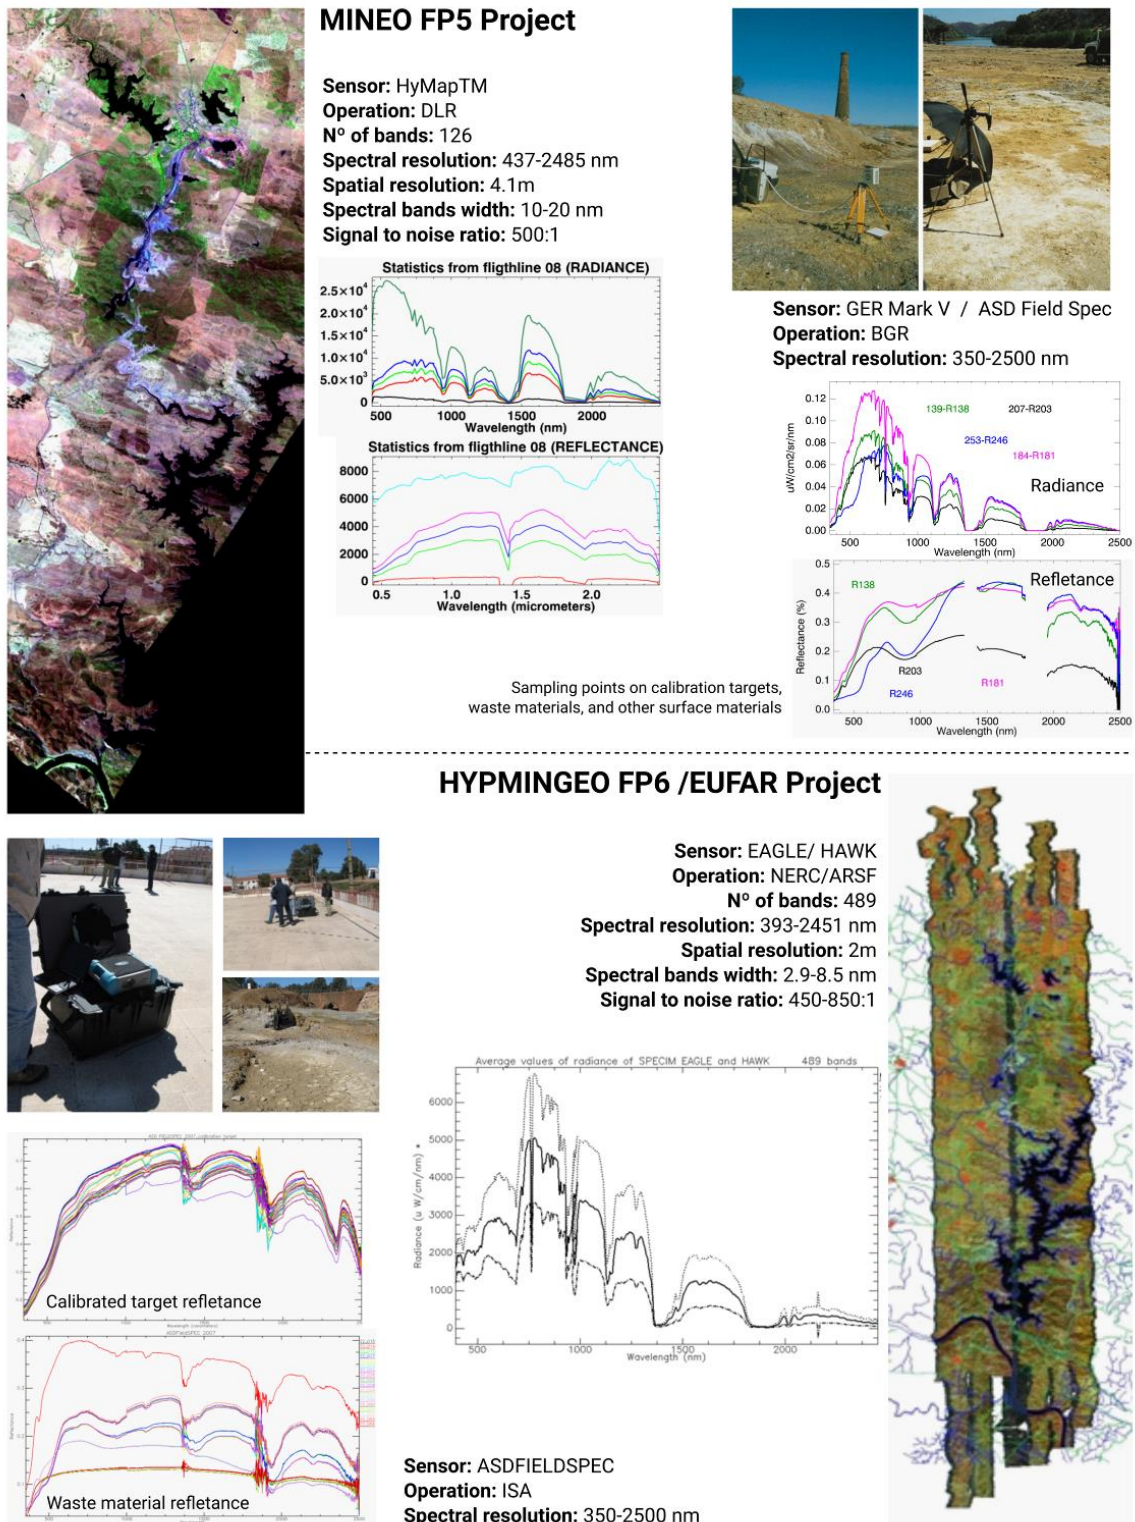 MINEO FP5 Project
Sensor: HyMapTM
Operation: DLR
Nº of bands: 126
Spectral resolution: 437-2485 nm
Spatial resolution: 4.1m
Spectral bands width: 10-20 nm
Signal to noise ratio: 500:1
Statistics from fligthline 08 (RADIANCE)
2.5×10⁴
2.0×10⁴
1.5×10⁴
1.0×10⁴
5.0×10³
0
500 1000 1500 2000
Wavelength (nm)
Statistics from fligthline 08 (REFLECTANCE)
8000
6000
4000
2000
0
0.5 1.0 1.5 2.0
Wavelength (micrometers)
Sensor: GER Mark V / ASD Field Spec
Operation: BGR
Spectral resolution: 350-2500 nm
uW/cm2/sr/nm
0.12
0.10
0.08
0.06
0.04
0.02
0.00
139-R138 207-R203
253-R246
184-R181
Radiance
500 1000 1500 2000 2500
Wavelength (nm)
Reflectance (%)
0.5
0.4
0.3
0.2
0.1
0.0
R138
Refletance
R203
R246
R181
500 1000 1500 2000 2500
Wavelength (nm)
Sampling points on calibration targets,
waste materials, and other surface materials
HYPMINGEO FP6 /EUFAR Project
Sensor: EAGLE/ HAWK
Operation: NERC/ARSF
Nº of bands: 489
Spectral resolution: 393-2451 nm
Spatial resolution: 2m
Spectral bands width: 2.9-8.5 nm
Signal to noise ratio: 450-850:1
Average values of radiance of SPECIM EAGLE and HAWK 489 bands
Radiance (u W/cm/nm) *
6000
5000
4000
3000
2000
1000
0
500 1000 1500 2000
Wavelength (nm)
Calibrated target refletance
ASDFieldSPEC 2007
Waste material refletance
Sensor: ASDFIELDSPEC
Operation: ISA
Spectral resolution: 350-2500 nm